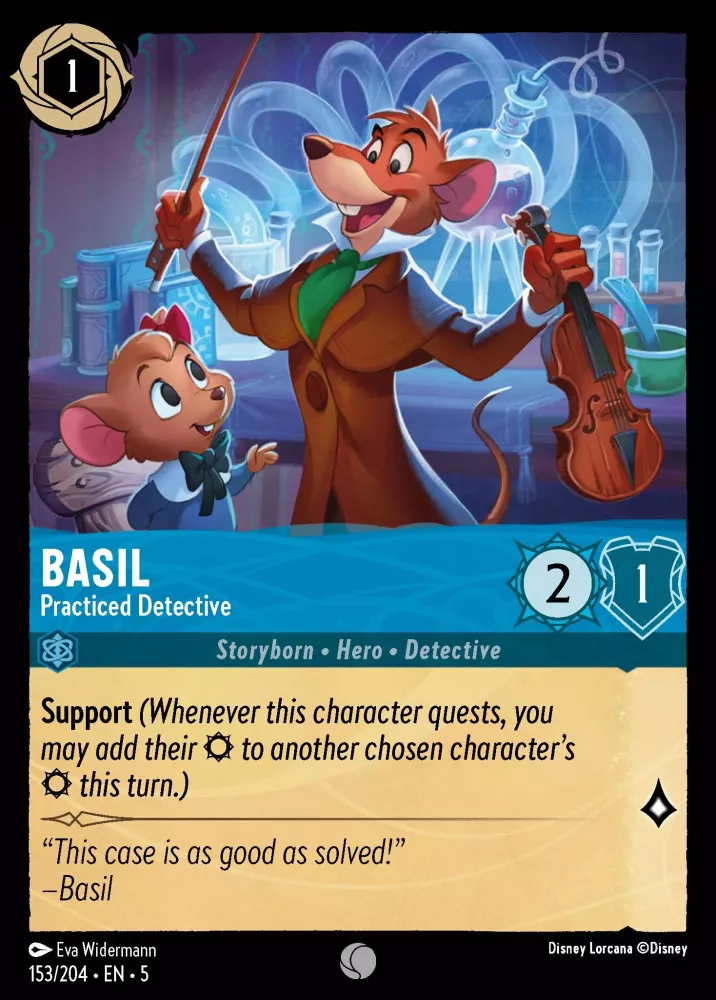 1
BASIL
Practiced Detective
2
1
Storyborn • Hero • Detective
Support (Whenever this character quests, you
may add their to another chosen character's
this turn.)
“This case is as good as solved!”
–Basil
Eva Widermann
Disney Lorcana ©Disney
153/204 • EN • 5